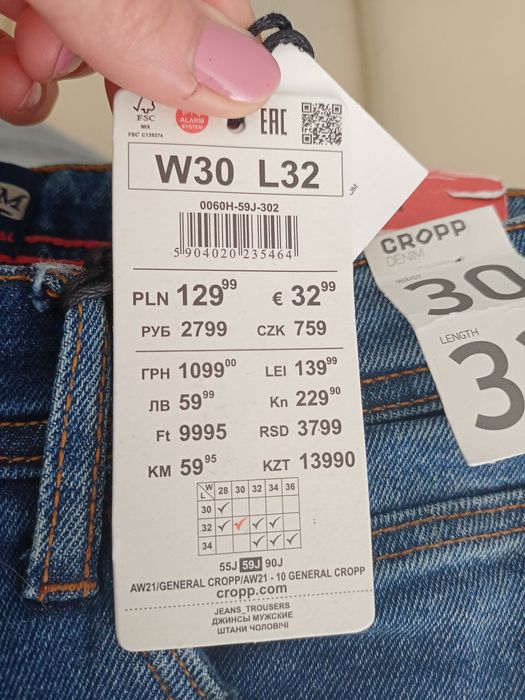 FSC
MIX
FSC® C139274
ALARM
SYSTEM
EAC
W30 L32
0060H-59J-302
5 904020 235464
PLN 129⁹⁹ € 32⁹⁹
РУБ 2799 CZK 759
ГРН 1099⁰⁰ LEI 139⁹⁹
ЛВ 59⁹⁹ Kn 229⁹⁰
Ft 9995 RSD 3799
KM 59⁹⁵ KZT 13990
W 28 30 32 34 36
L
30 ✓
32 ✓ ✓ ✓ ✓
34 ✓ ✓ ✓
55J 59J 90J
AW21/GENERAL CROPP/AW21 - 10 GENERAL CROPP
cropp.com
JEANS_TROUSERS
ДЖИНСЫ МУЖСКИЕ
ШТАНИ ЧОЛОВІЧІ
CROPP
DENIM
WAIST
30
LENGTH